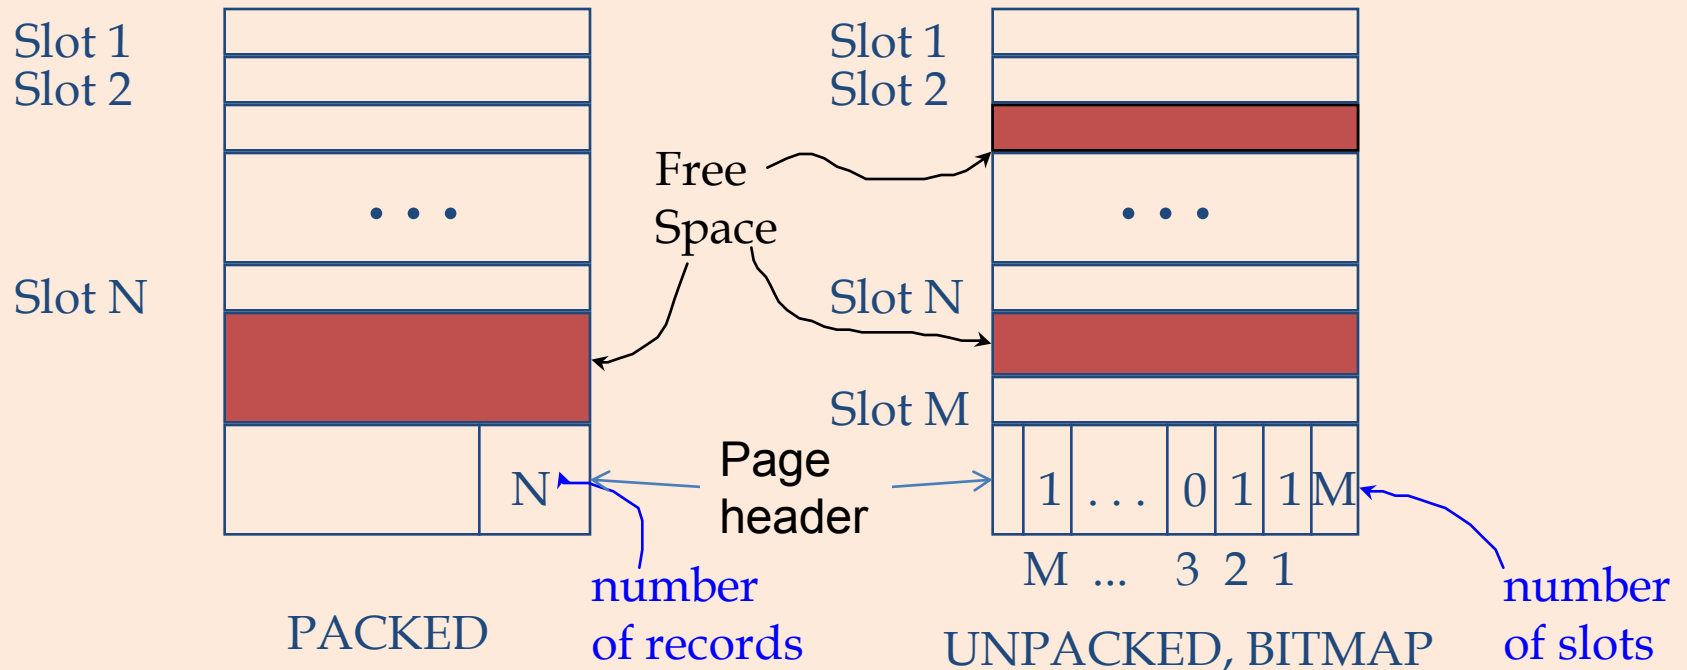 Slot 1
Slot 2
• • •
Slot N
N
PACKED
Free
Space
Page
header
number
of records
Slot 1
Slot 2
• • •
Slot N
Slot M
1 . . . 0 1 1 M
M ... 3 2 1
UNPACKED, BITMAP
number
of slots